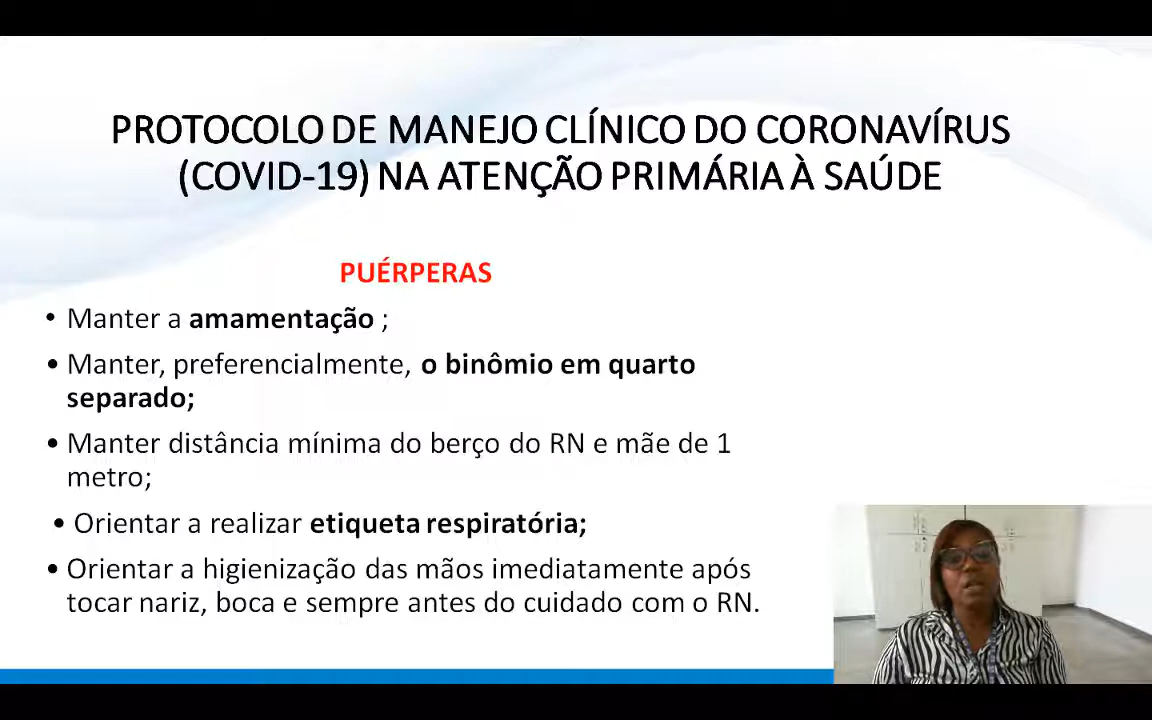 PROTOCOLO DE MANEJO CLÍNICO DO CORONAVÍRUS
(COVID-19) NA ATENÇÃO PRIMÁRIA À SAÚDE
PUÉRPERAS
• Manter a amamentação ;
• Manter, preferencialmente, o binômio em quarto
separado;
• Manter distância mínima do berço do RN e mãe de 1
metro;
• Orientar a realizar etiqueta respiratória;
• Orientar a higienização das mãos imediatamente após
tocar nariz, boca e sempre antes do cuidado com o RN.